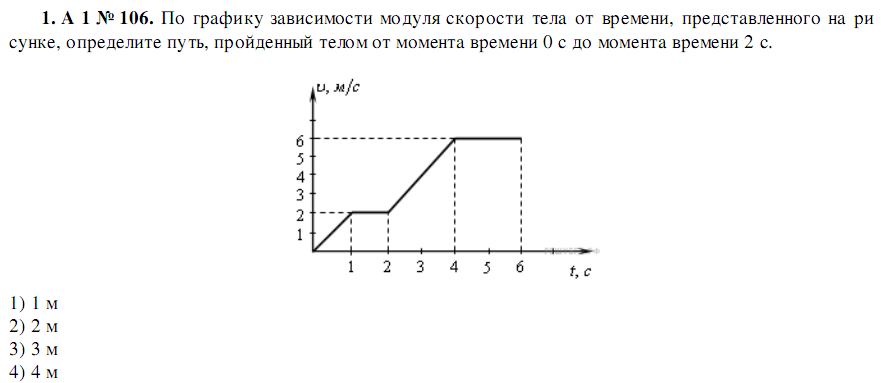 1. А 1 № 106. По графику зависимости модуля скорости тела от времени, представленного на ри
сунке, определите путь, пройденный телом от момента времени 0 с до момента времени 2 с.
υ, м/с
6
5
4
3
2
1
1 2 3 4 5 6
t, с
1) 1 м
2) 2 м
3) 3 м
4) 4 м